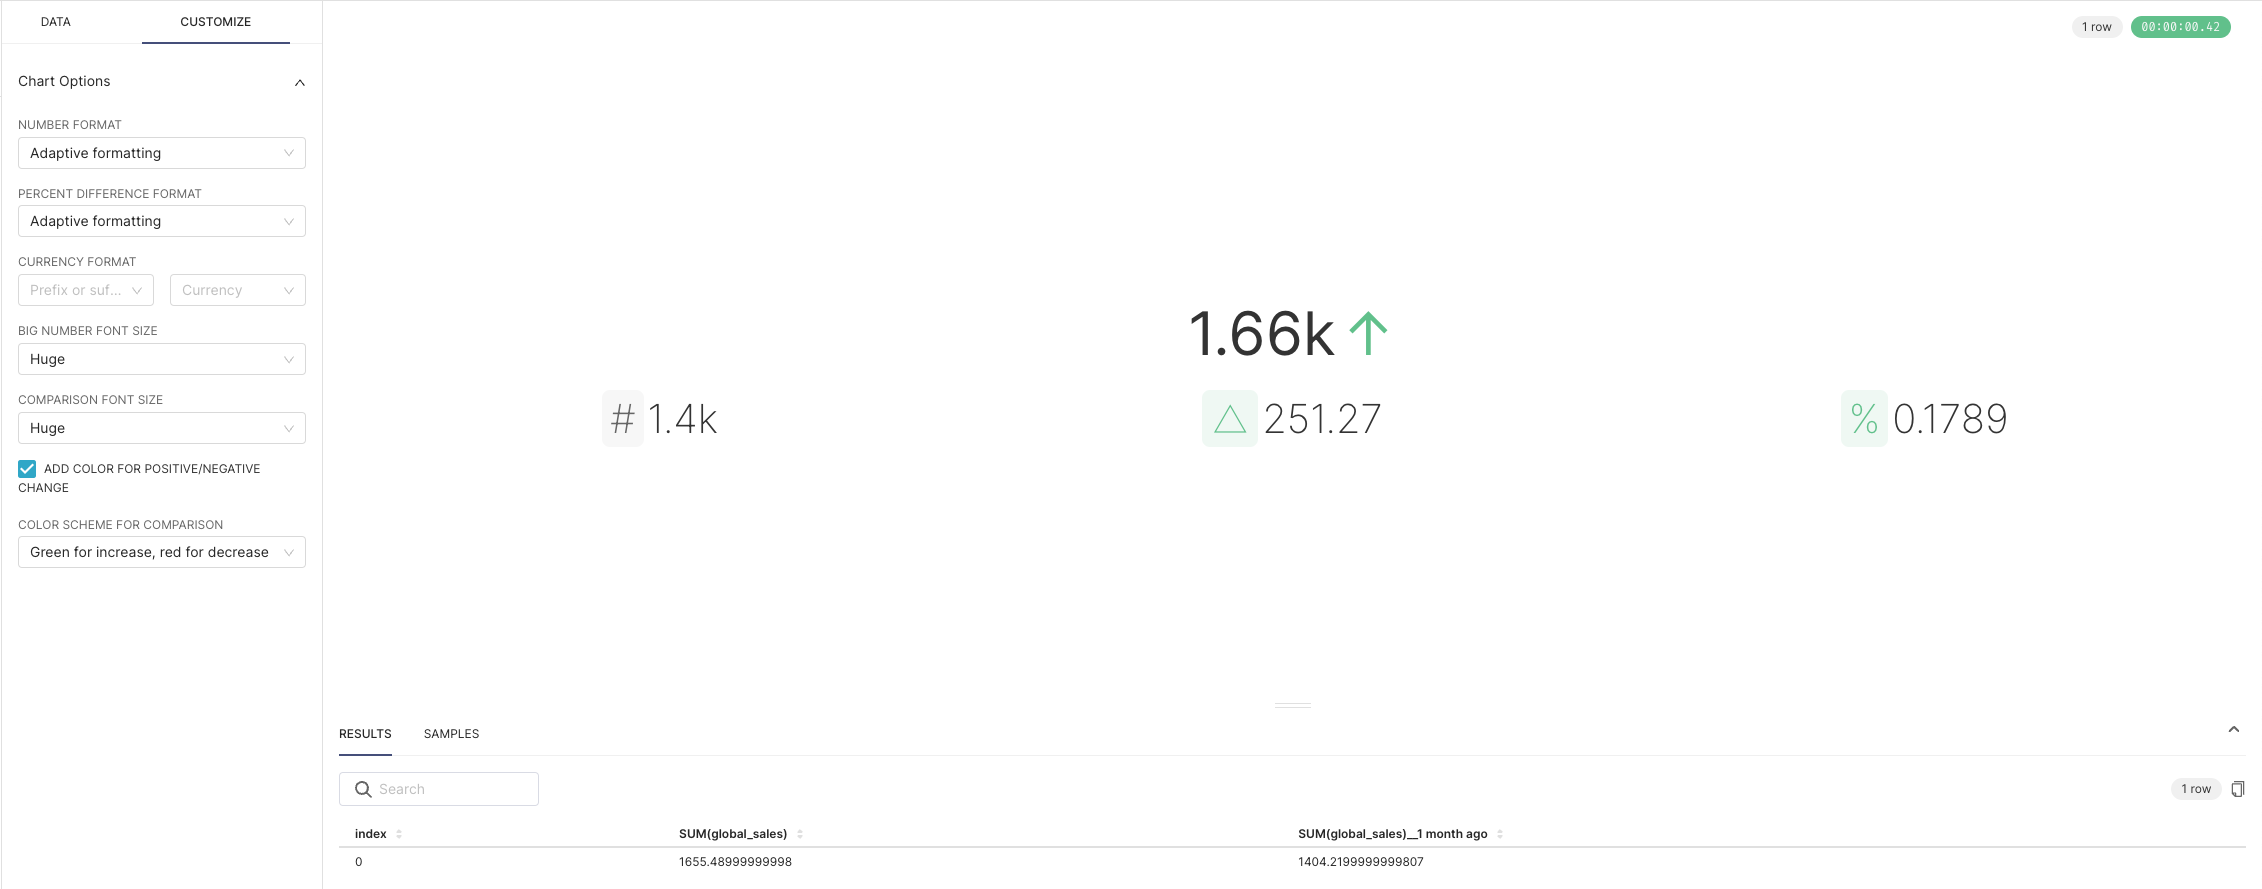 DATA
CUSTOMIZE
Chart Options
NUMBER FORMAT
Adaptive formatting
PERCENT DIFFERENCE FORMAT
Adaptive formatting
CURRENCY FORMAT
Prefix or suf... Currency
BIG NUMBER FONT SIZE
Huge
COMPARISON FONT SIZE
Huge
ADD COLOR FOR POSITIVE/NEGATIVE
CHANGE
COLOR SCHEME FOR COMPARISON
Green for increase, red for decrease
1 row 00:00:00.42
1.66k
# 1.4k
△ 251.27
% 0.1789
RESULTS SAMPLES
Search
1 row
index SUM(global_sales) SUM(global_sales)__1 month ago
0 1655.48999999998 1404.2199999999807